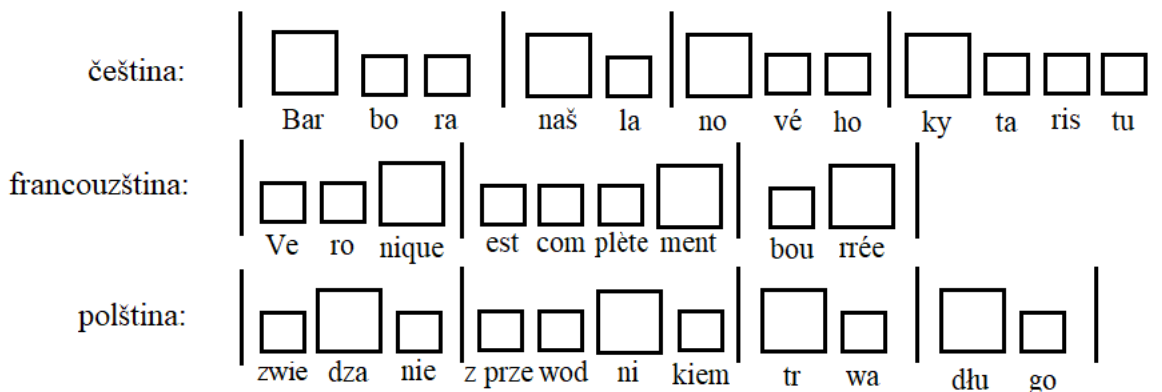 čeština: Bar bo ra naš la no vé ho ky ta ris tu
francouzština: Ve ro nique est com plète ment bou rrée
polština: zwie dza nie z prze wod ni kiem tr wa dłu go